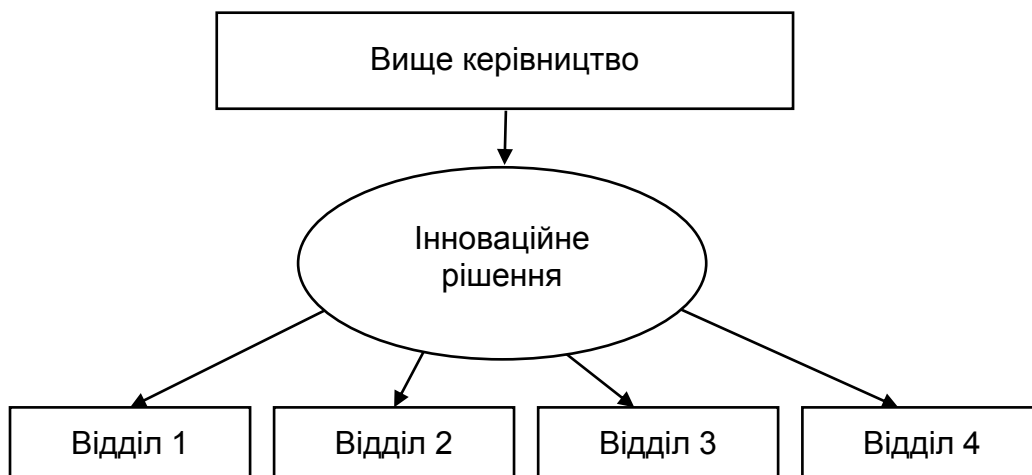 Вище керівництво
Інноваційне
рішення
Відділ 1
Відділ 2
Відділ 3
Відділ 4